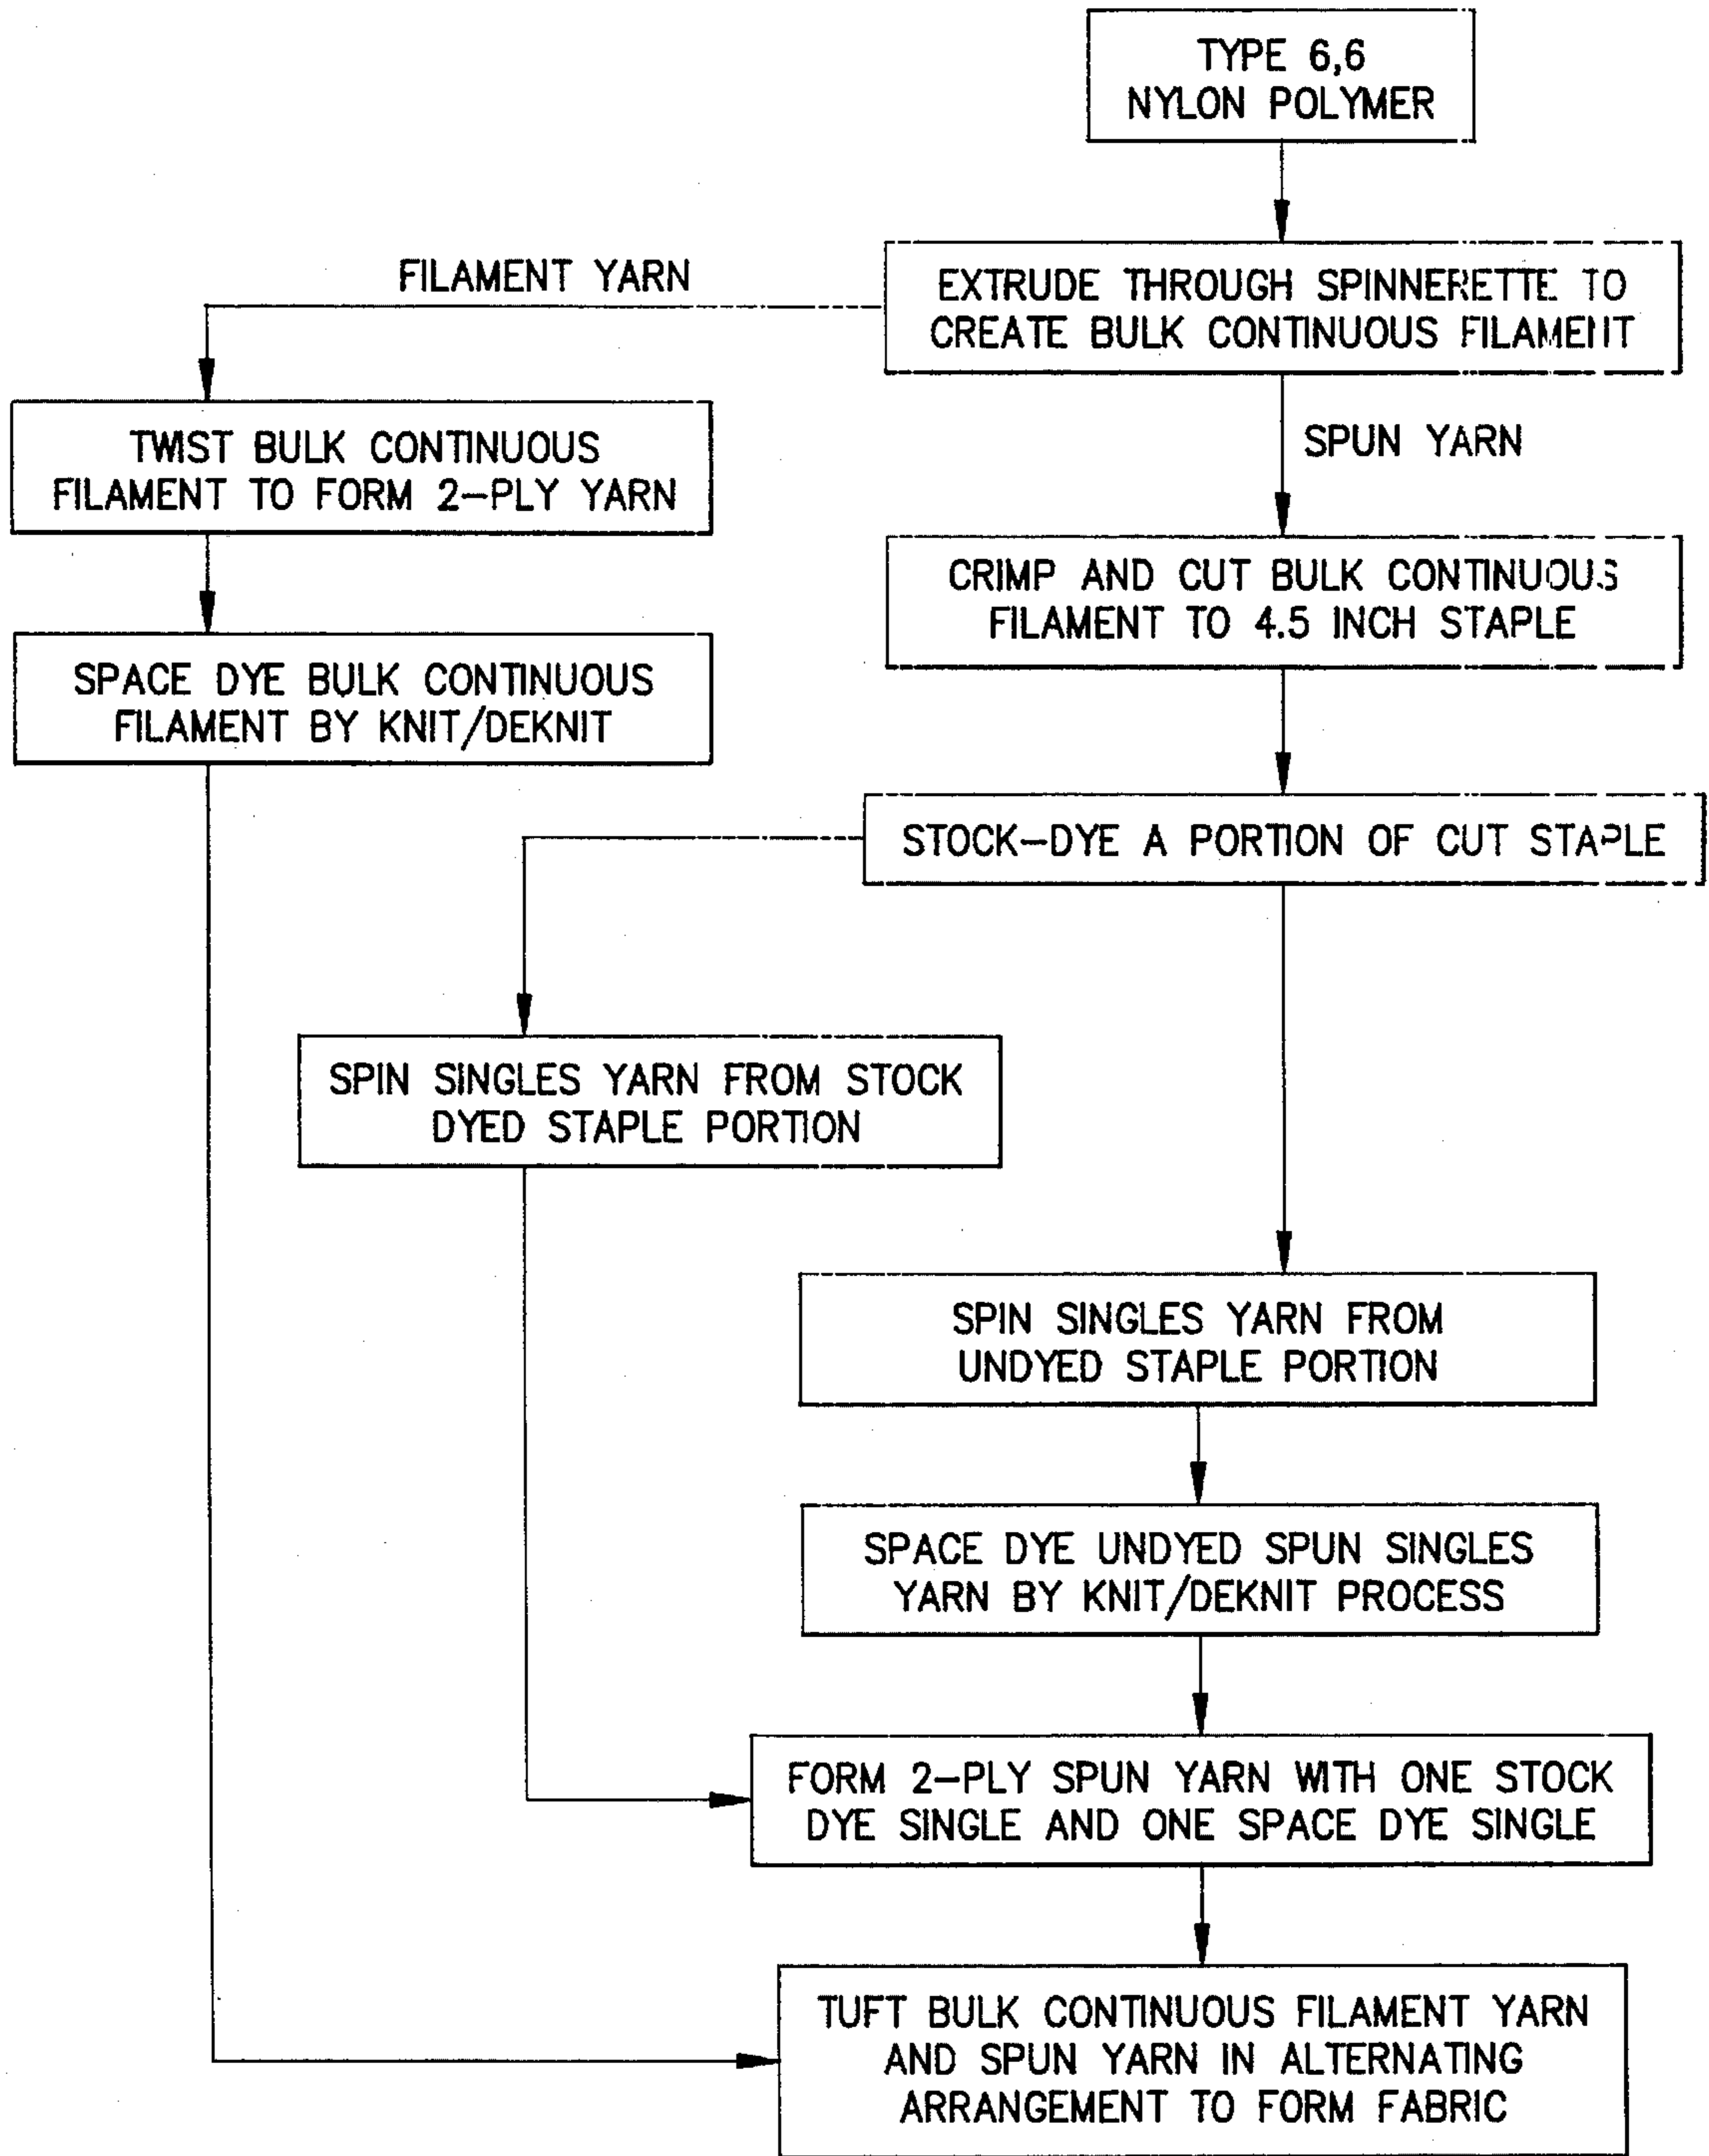 TYPE 6,6
NYLON POLYMER
FILAMENT YARN
EXTRUDE THROUGH SPINNERETTE TO
CREATE BULK CONTINUOUS FILAMENT
TWIST BULK CONTINUOUS
FILAMENT TO FORM 2-PLY YARN
SPUN YARN
CRIMP AND CUT BULK CONTINUOUS
FILAMENT TO 4.5 INCH STAPLE
SPACE DYE BULK CONTINUOUS
FILAMENT BY KNIT/DEKNIT
STOCK-DYE A PORTION OF CUT STAPLE
SPIN SINGLES YARN FROM STOCK
DYED STAPLE PORTION
SPIN SINGLES YARN FROM
UNDYED STAPLE PORTION
SPACE DYE UNDYED SPUN SINGLES
YARN BY KNIT/DEKNIT PROCESS
FORM 2-PLY SPUN YARN WITH ONE STOCK
DYE SINGLE AND ONE SPACE DYE SINGLE
TUFT BULK CONTINUOUS FILAMENT YARN
AND SPUN YARN IN ALTERNATING
ARRANGEMENT TO FORM FABRIC